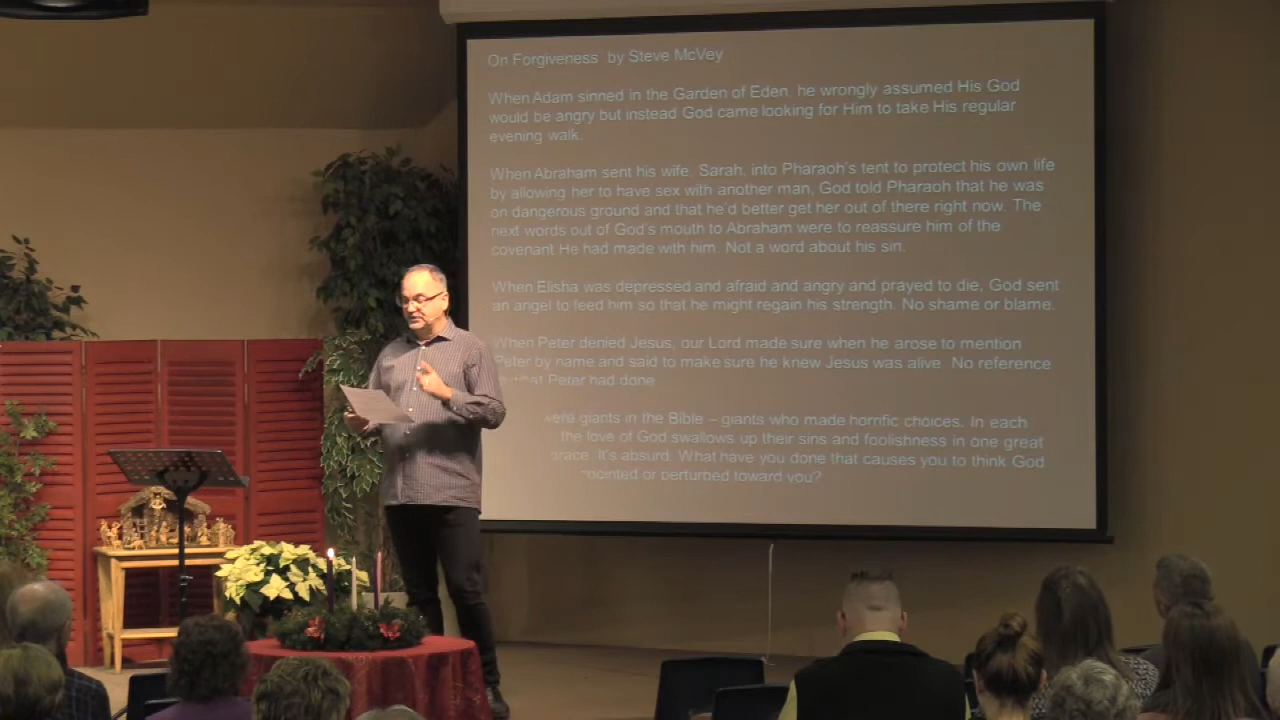 On Forgiveness by Steve McVey
When Adam sinned in the Garden of Eden, he wrongly assumed His God
would be angry but instead God came looking for Him to take His regular
evening walk.
When Abraham sent his wife, Sarah, into Pharaoh's tent to protect his own life
by allowing her to have sex with another man, God told Pharaoh that he was
on dangerous ground and that he'd better get her out of there right now. The
next words out of God's mouth to Abraham were to reassure him of the
covenant He had made with him. Not a word about his sin.
When Elisha was depressed and afraid and angry and prayed to die, God sent
an angel to feed him so that he might regain his strength. No shame or blame.
When Peter denied Jesus, our Lord made sure when he arose to mention
Peter by name and said to make sure he knew Jesus was alive. No reference
what Peter had done
were giants in the Bible – giants who made horrific choices. In each
the love of God swallows up their sins and foolishness in one great
grace. It's absurd. What have you done that causes you to think God
or perturned toward you?